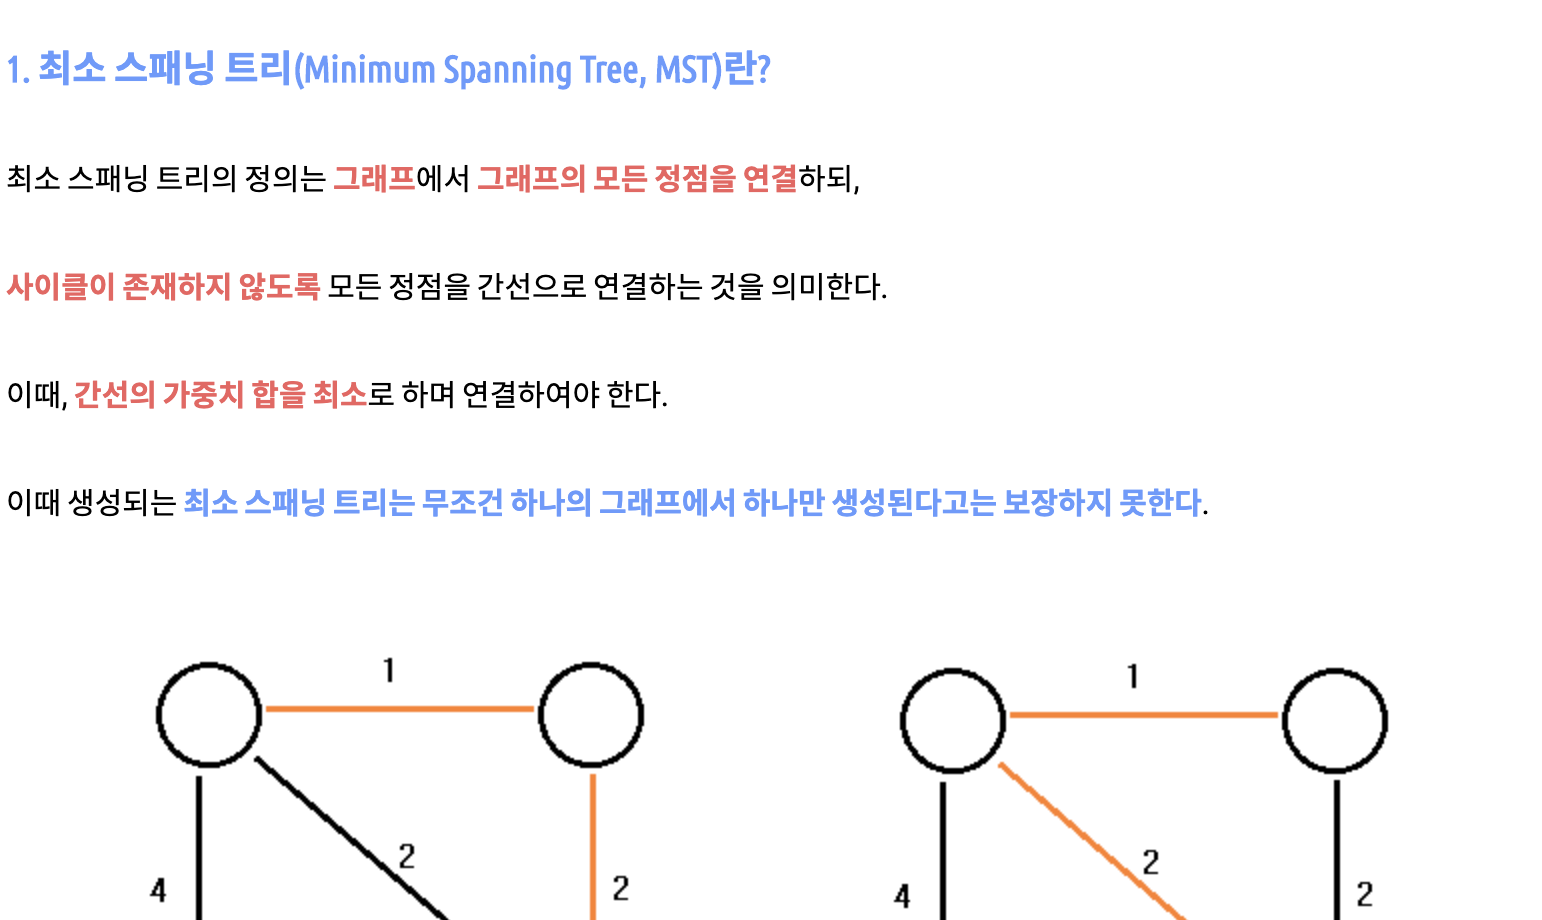 1. 최소 스패닝 트리(Minimum Spanning Tree, MST)란?
최소 스패닝 트리의 정의는 그래프에서 그래프의 모든 정점을 연결하되,
사이클이 존재하지 않도록 모든 정점을 간선으로 연결하는 것을 의미한다.
이때, 간선의 가중치 합을 최소로 하며 연결하여야 한다.
이때 생성되는 최소 스패닝 트리는 무조건 하나의 그래프에서 하나만 생성된다고는 보장하지 못한다.
1
1
2
2
4
2
4
2